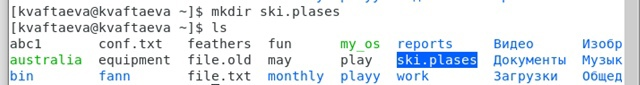 [kvaftaeva@kvaftaeva ~]$ mkdir ski.plases
[kvaftaeva@kvaftaeva ~]$ ls
abc1 conf.txt feathers fun my_os reports Видео Изобр
australia equipment file.old may play ski.plases Документы Музык
bin fann file.txt monthly playy work Загрузки Общед